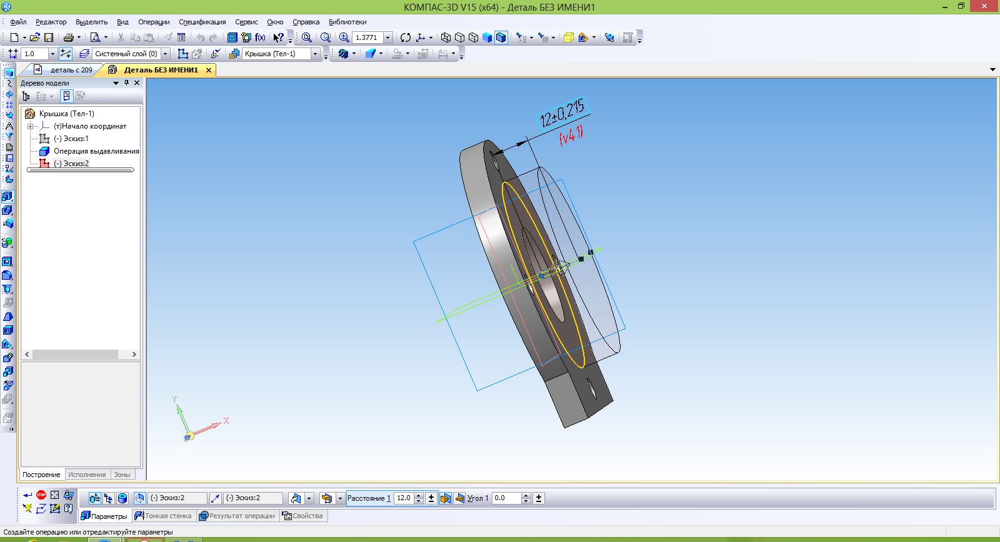 КОМПАС-3D V15 (x64) - Деталь БЕЗ ИМЕНИ1
Файл Редактор Выделить Вид Операции Спецификация Сервис Окно Справка Библиотеки
1.3771
f(x)
1.0 Системный слой (0) Крышка (Тел-1)
деталь с 209 Деталь БЕЗ ИМЕНИ1
Дерево модели
Крышка (Тел-1)
(т)Начало координат
(-) Эскиз:1
Операция выдавливания
(-) Эскиз:2
12±0,215
(v41)
Y
X
Построение Исполнения Зоны
STOP
(-) Эскиз:2 (-) Эскиз:2 Расстояние 1 12.0 Угол 1 0.0
Параметры Тонкая стенка Результат операции Свойства
Создайте операцию или отредактируйте параметры